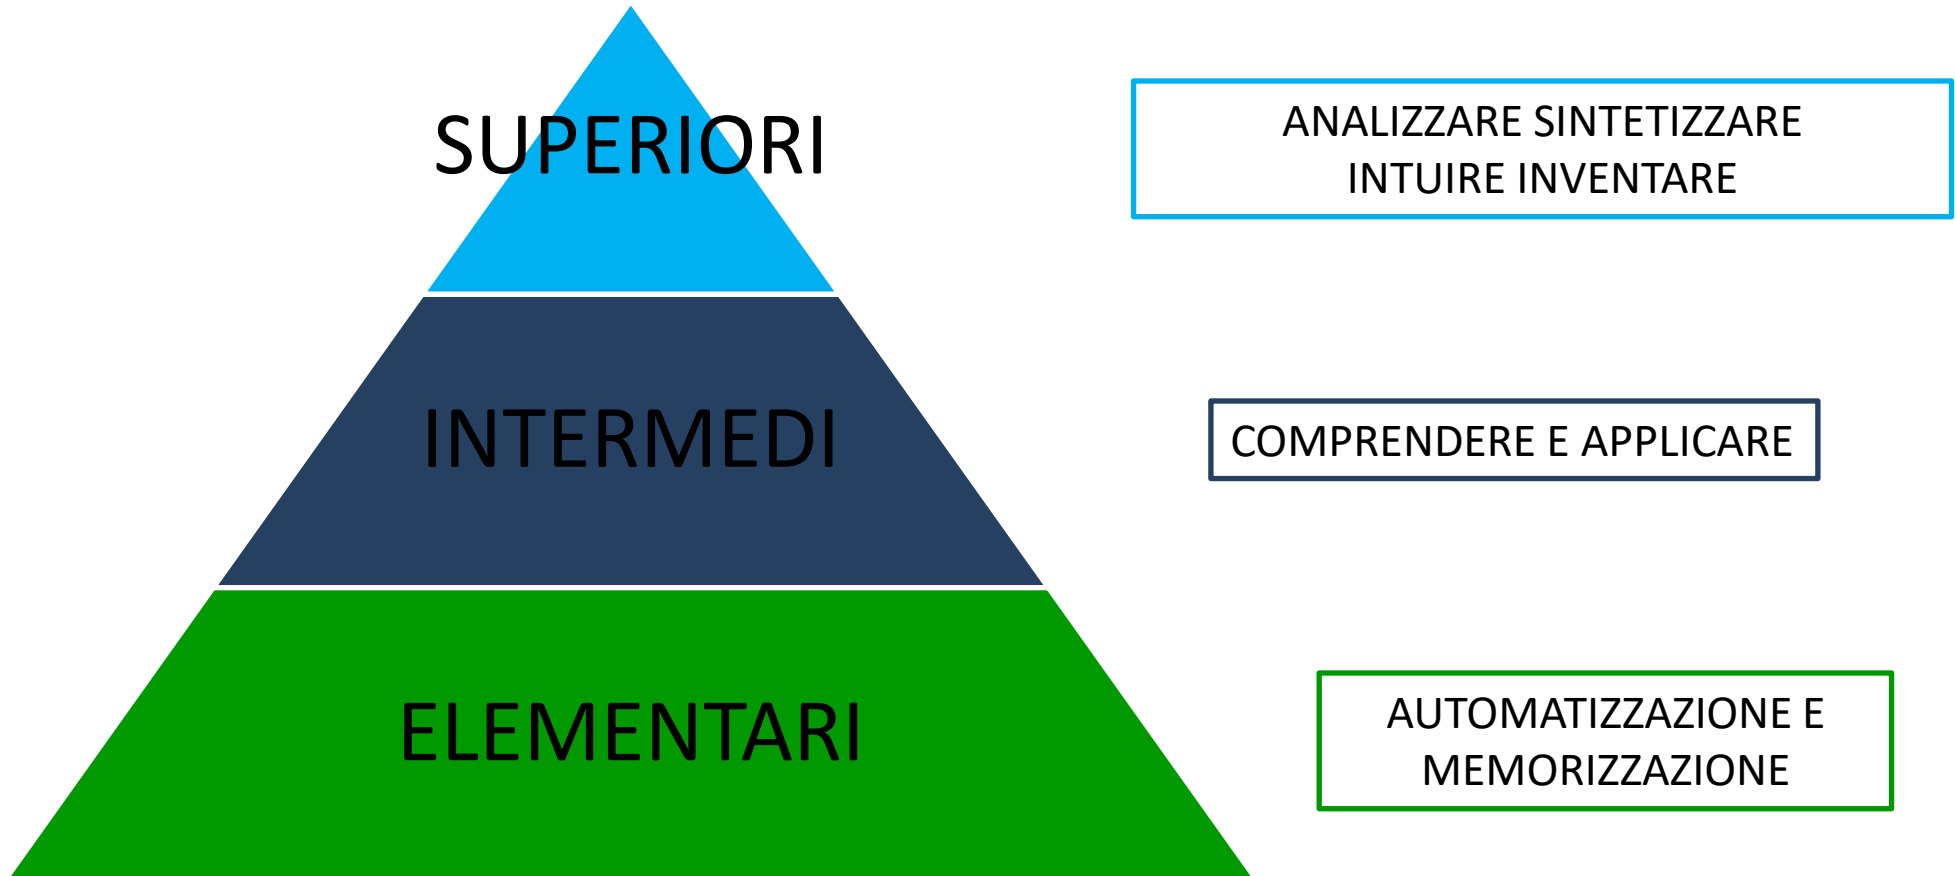 SUPERIORI
ANALIZZARE SINTETIZZARE
INTUIRE INVENTARE
INTERMEDI
COMPRENDERE E APPLICARE
ELEMENTARI
AUTOMATIZZAZIONE E
MEMORIZZAZIONE